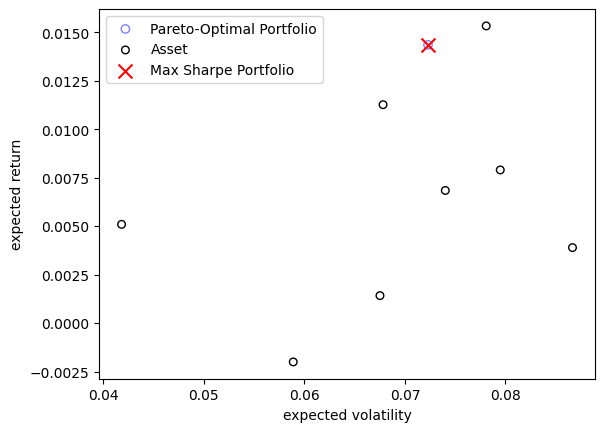 Pareto-Optimal Portfolio
Asset
Max Sharpe Portfolio
0.0150
0.0125
0.0100
0.0075
0.0050
0.0025
0.0000
−0.0025
expected return
0.04
0.05
0.06
0.07
0.08
expected volatility